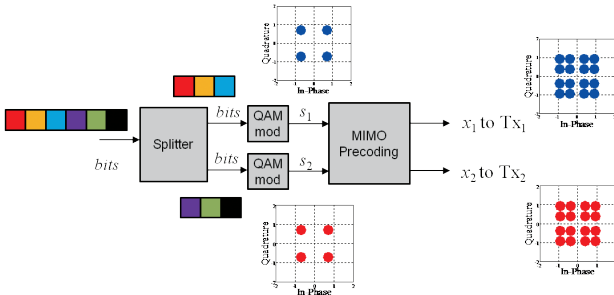 Quadrature
In-Phase
bits
Splitter
bits
QAM
mod
s1
bits
QAM
mod
s2
MIMO
Precoding
x1 to Tx1
x2 to Tx2
Quadrature
In-Phase
Quadrature
In-Phase
Quadrature
In-Phase